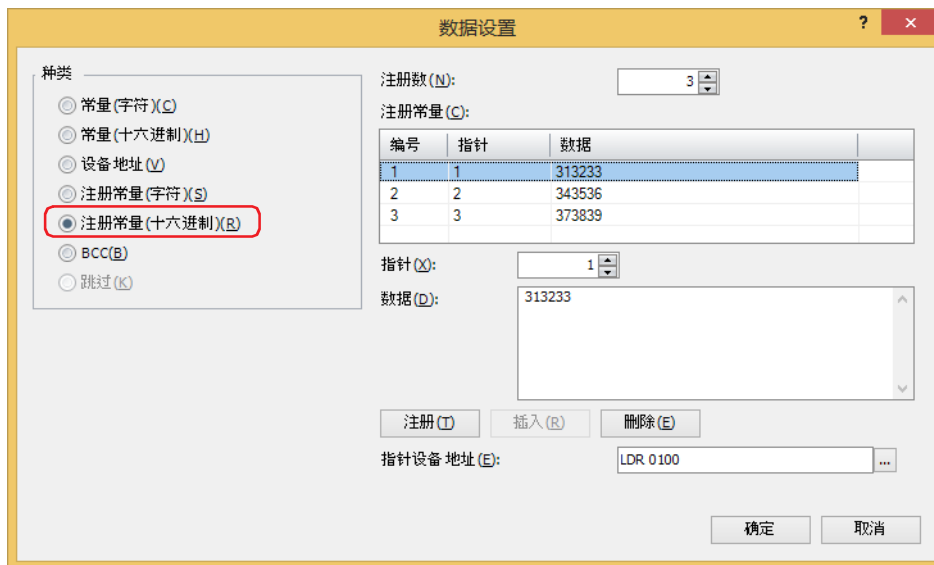 数据设置
?
×
种类
常量(字符)(C)
常量(十六进制)(H)
设备地址(V)
注册常量(字符)(S)
注册常量(十六进制)(R)
BCC(B)
跳过(K)
注册数(N):
3
注册常量(C):
编号 指针 数据
1 1 313233
2 2 343536
3 3 373839
指针(X):
1
数据(D):
313233
注册(T) 插入(R) 删除(E)
指针设备地址(E):
LDR 0100
...
确定 取消